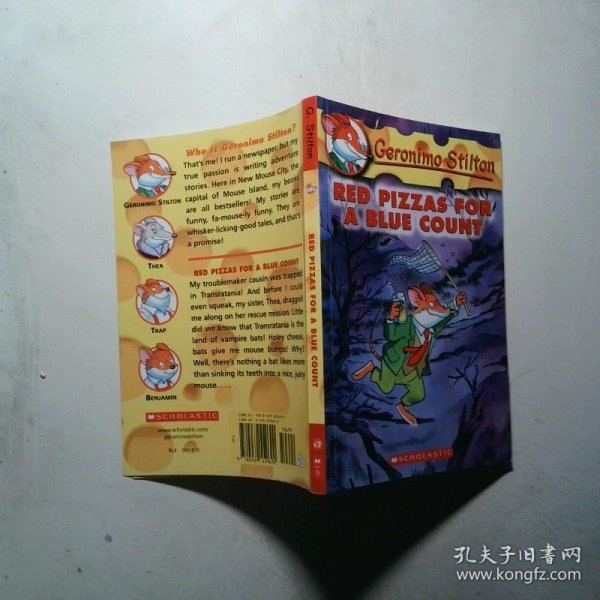 Who is Geronimo Stilton?
That's me! I run a newspaper, but my
true passion is writing adventure
stories. Here in New Mouse City, the
capital of Mouse Island, my books
are all bestsellers! My stories are
funny, fa-mouse-ly funny. They are
whisker-licking-good tales, and that's
a promise!
GERONIMO STILTON
THEA
TRAP
BENJAMIN
RED PIZZAS FOR A BLUE COUNT
My troublemaker cousin was trapped
in Transratania! And before I could
even squeak, my sister, Thea, dragged
me along on her rescue mission. Little
did we know that Transratania is the
land of vampire bats! Holey cheese,
bats give me mouse bumps! Why?
Well, there's nothing a bat likes more
than sinking its teeth into a nice, juicy
mouse. . . .
SCHOLASTIC
www.scholastic.com/
geronimostilton
RL3
G. Stilton
RED PIZZAS FOR A BLUE COUNT
#7
Geronimo Stilton
RED PIZZAS FOR
A BLUE COUNT
SCHOLASTIC
孔夫子旧书网
www.kongfz.com